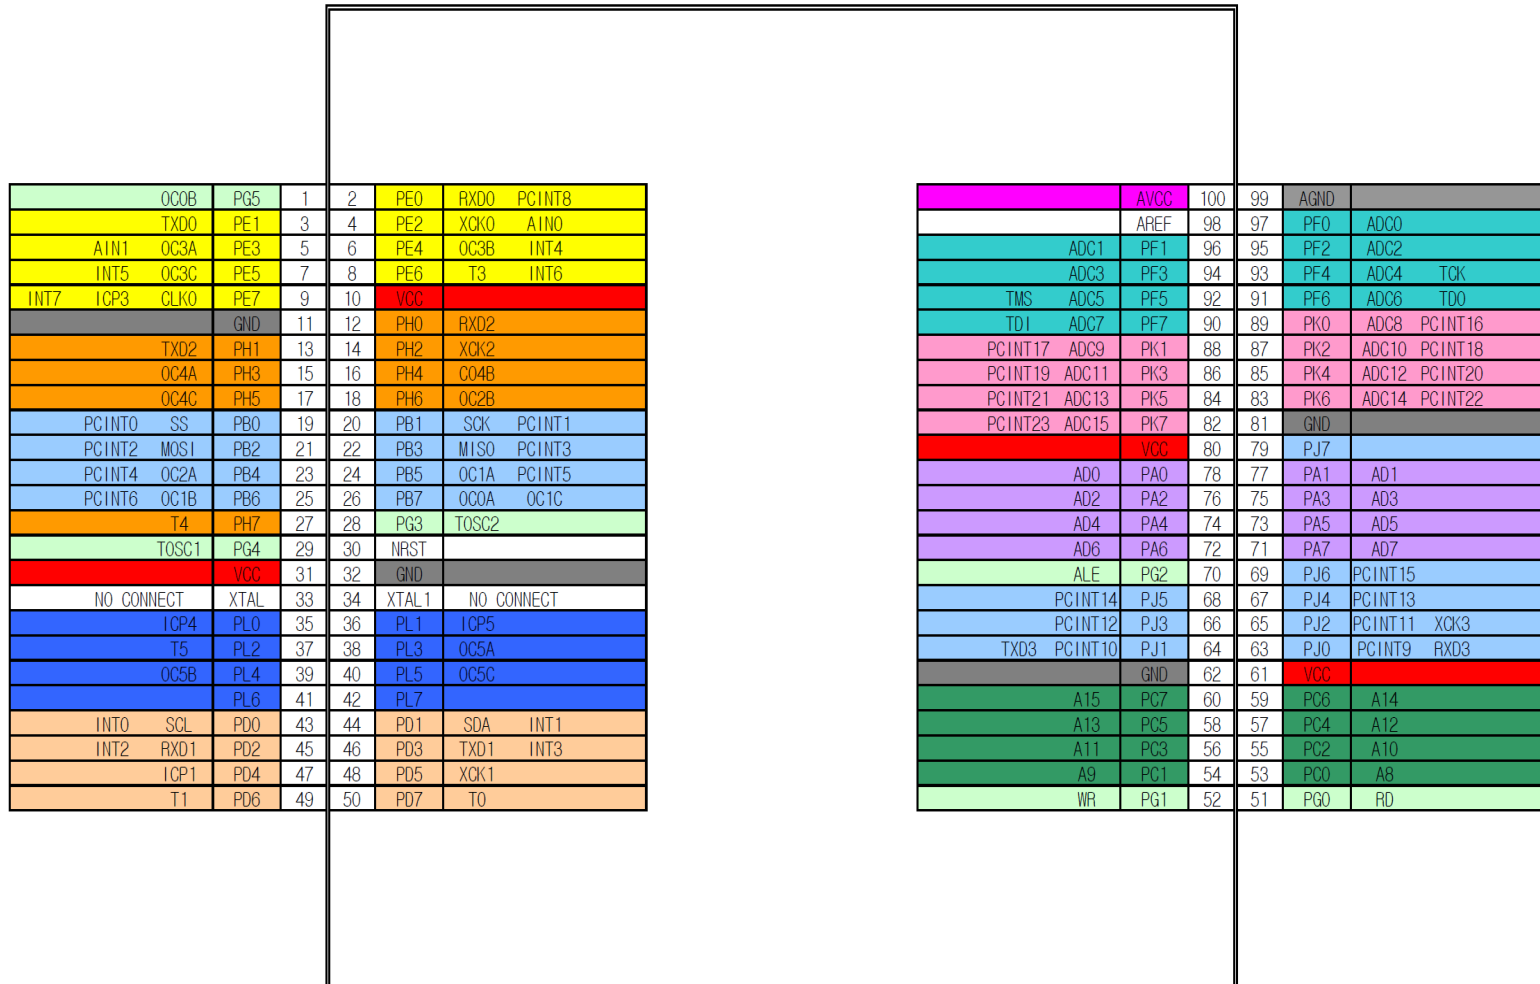 OC0B PG5 1 2 PE0 RXD0 PCINT8 AVCC 100 99 AGND
TXD0 PE1 3 4 PE2 XCK0 AIN0 AREF 98 97 PF0 ADC0
AIN1 OC3A PE3 5 6 PE4 OC3B INT4 ADC1 PF1 96 95 PF2 ADC2
INT5 OC3C PE5 7 8 PE6 T3 INT6 ADC3 PF3 94 93 PF4 ADC4 TCK
INT7 ICP3 CLK0 PE7 9 10 VCC TMS ADC5 PF5 92 91 PF6 ADC6 TDO
GND 11 12 PH0 RXD2 TDI ADC7 PF7 90 89 PK0 ADC8 PCINT16
TXD2 PH1 13 14 PH2 XCK2 PCINT17 ADC9 PK1 88 87 PK2 ADC10 PCINT18
OC4A PH3 15 16 PH4 CO4B PCINT19 ADC11 PK3 86 85 PK4 ADC12 PCINT20
OC4C PH5 17 18 PH6 OC2B PCINT21 ADC13 PK5 84 83 PK6 ADC14 PCINT22
PCINT0 SS PB0 19 20 PB1 SCK PCINT1 PCINT23 ADC15 PK7 82 81 GND
PCINT2 MOSI PB2 21 22 PB3 MISO PCINT3 VCC 80 79 PJ7
PCINT4 OC2A PB4 23 24 PB5 OC1A PCINT5 AD0 PA0 78 77 PA1 AD1
PCINT6 OC1B PB6 25 26 PB7 OC0A OC1C AD2 PA2 76 75 PA3 AD3
T4 PH7 27 28 PG3 TOSC2 AD4 PA4 74 73 PA5 AD5
TOSC1 PG4 29 30 NRST AD6 PA6 72 71 PA7 AD7
VCC 31 32 GND ALE PG2 70 69 PJ6 PCINT15
NO CONNECT XTAL 33 34 XTAL1 NO CONNECT PCINT14 PJ5 68 67 PJ4 PCINT13
ICP4 PL0 35 36 PL1 ICP5 PCINT12 PJ3 66 65 PJ2 PCINT11 XCK3
T5 PL2 37 38 PL3 OC5A TXD3 PCINT10 PJ1 64 63 PJ0 PCINT9 RXD3
OC5B PL4 39 40 PL5 OC5C GND 62 61 VCC
PL6 41 42 PL7 A15 PC7 60 59 PC6 A14
INT0 SCL PD0 43 44 PD1 SDA INT1 A13 PC5 58 57 PC4 A12
INT2 RXD1 PD2 45 46 PD3 TXD1 INT3 A11 PC3 56 55 PC2 A10
ICP1 PD4 47 48 PD5 XCK1 A9 PC1 54 53 PC0 A8
T1 PD6 49 50 PD7 T0 WR PG1 52 51 PG0 RD